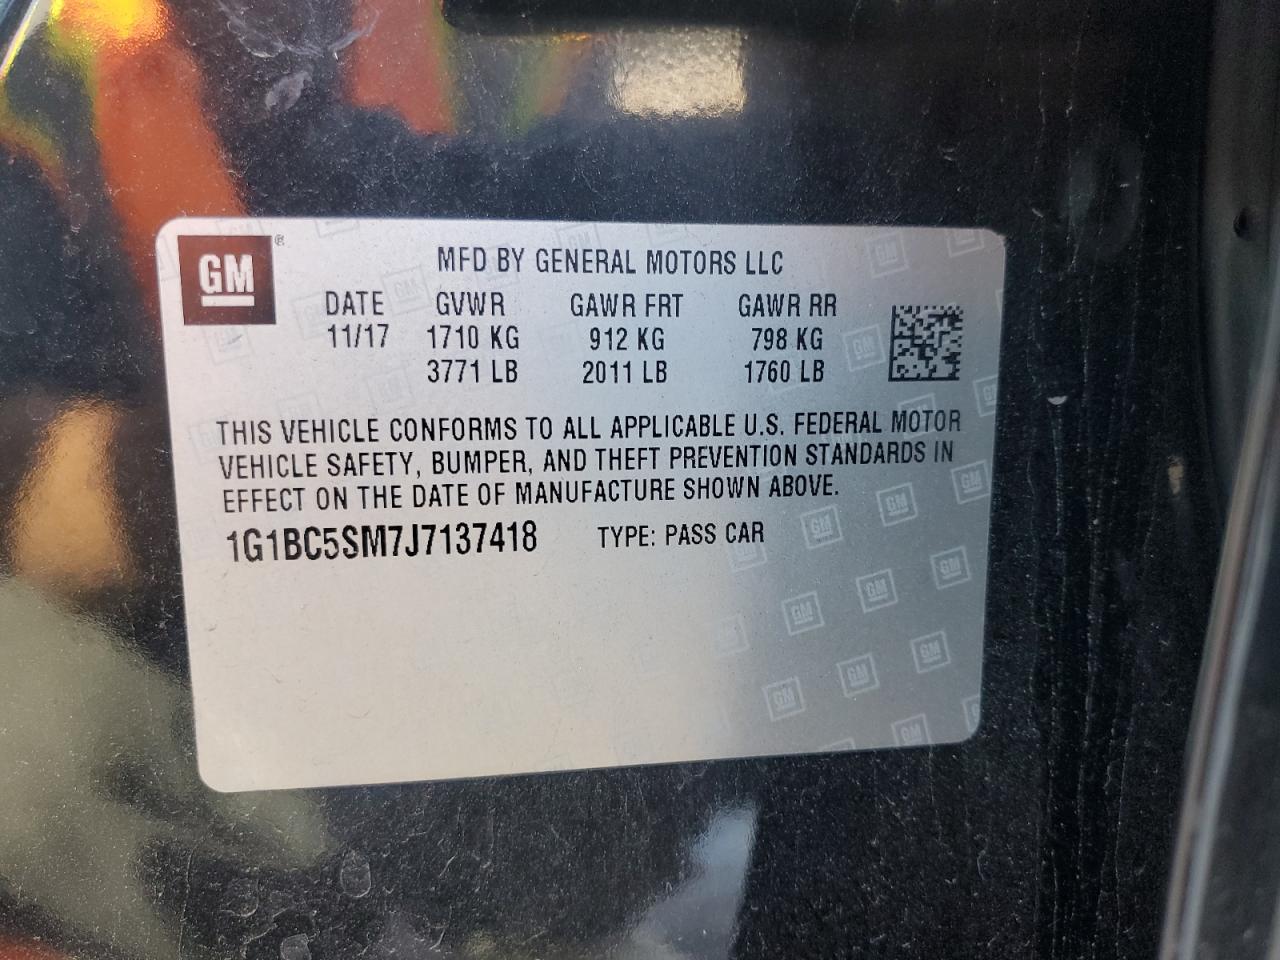 GM ®
MFD BY GENERAL MOTORS LLC
DATE GVWR GAWR FRT GAWR RR
11/17 1710 KG 912 KG 798 KG
3771 LB 2011 LB 1760 LB
THIS VEHICLE CONFORMS TO ALL APPLICABLE U.S. FEDERAL MOTOR
VEHICLE SAFETY, BUMPER, AND THEFT PREVENTION STANDARDS IN
EFFECT ON THE DATE OF MANUFACTURE SHOWN ABOVE.
1G1BC5SM7J7137418 TYPE: PASS CAR